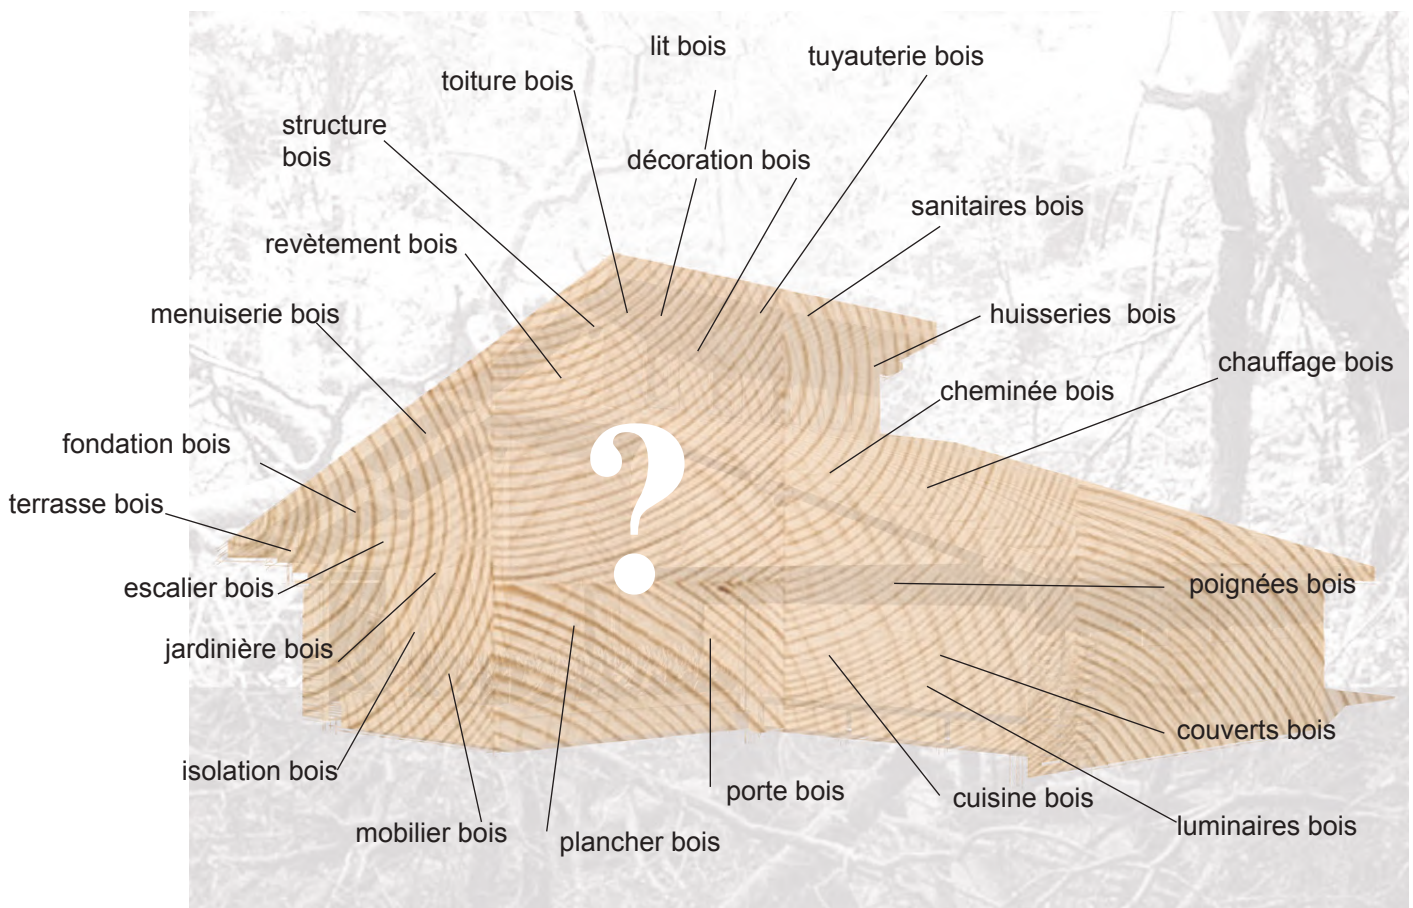 lit bois
tuyauterie bois
toiture bois
structure
bois
décoration bois
sanitaires bois
revètement bois
menuiserie bois
huisseries  bois
chauffage bois
cheminée bois
fondation bois
terrasse bois
?
escalier bois
poignées bois
jardinière bois
couverts bois
isolation bois
porte bois
cuisine bois
mobilier bois
plancher bois
luminaires bois